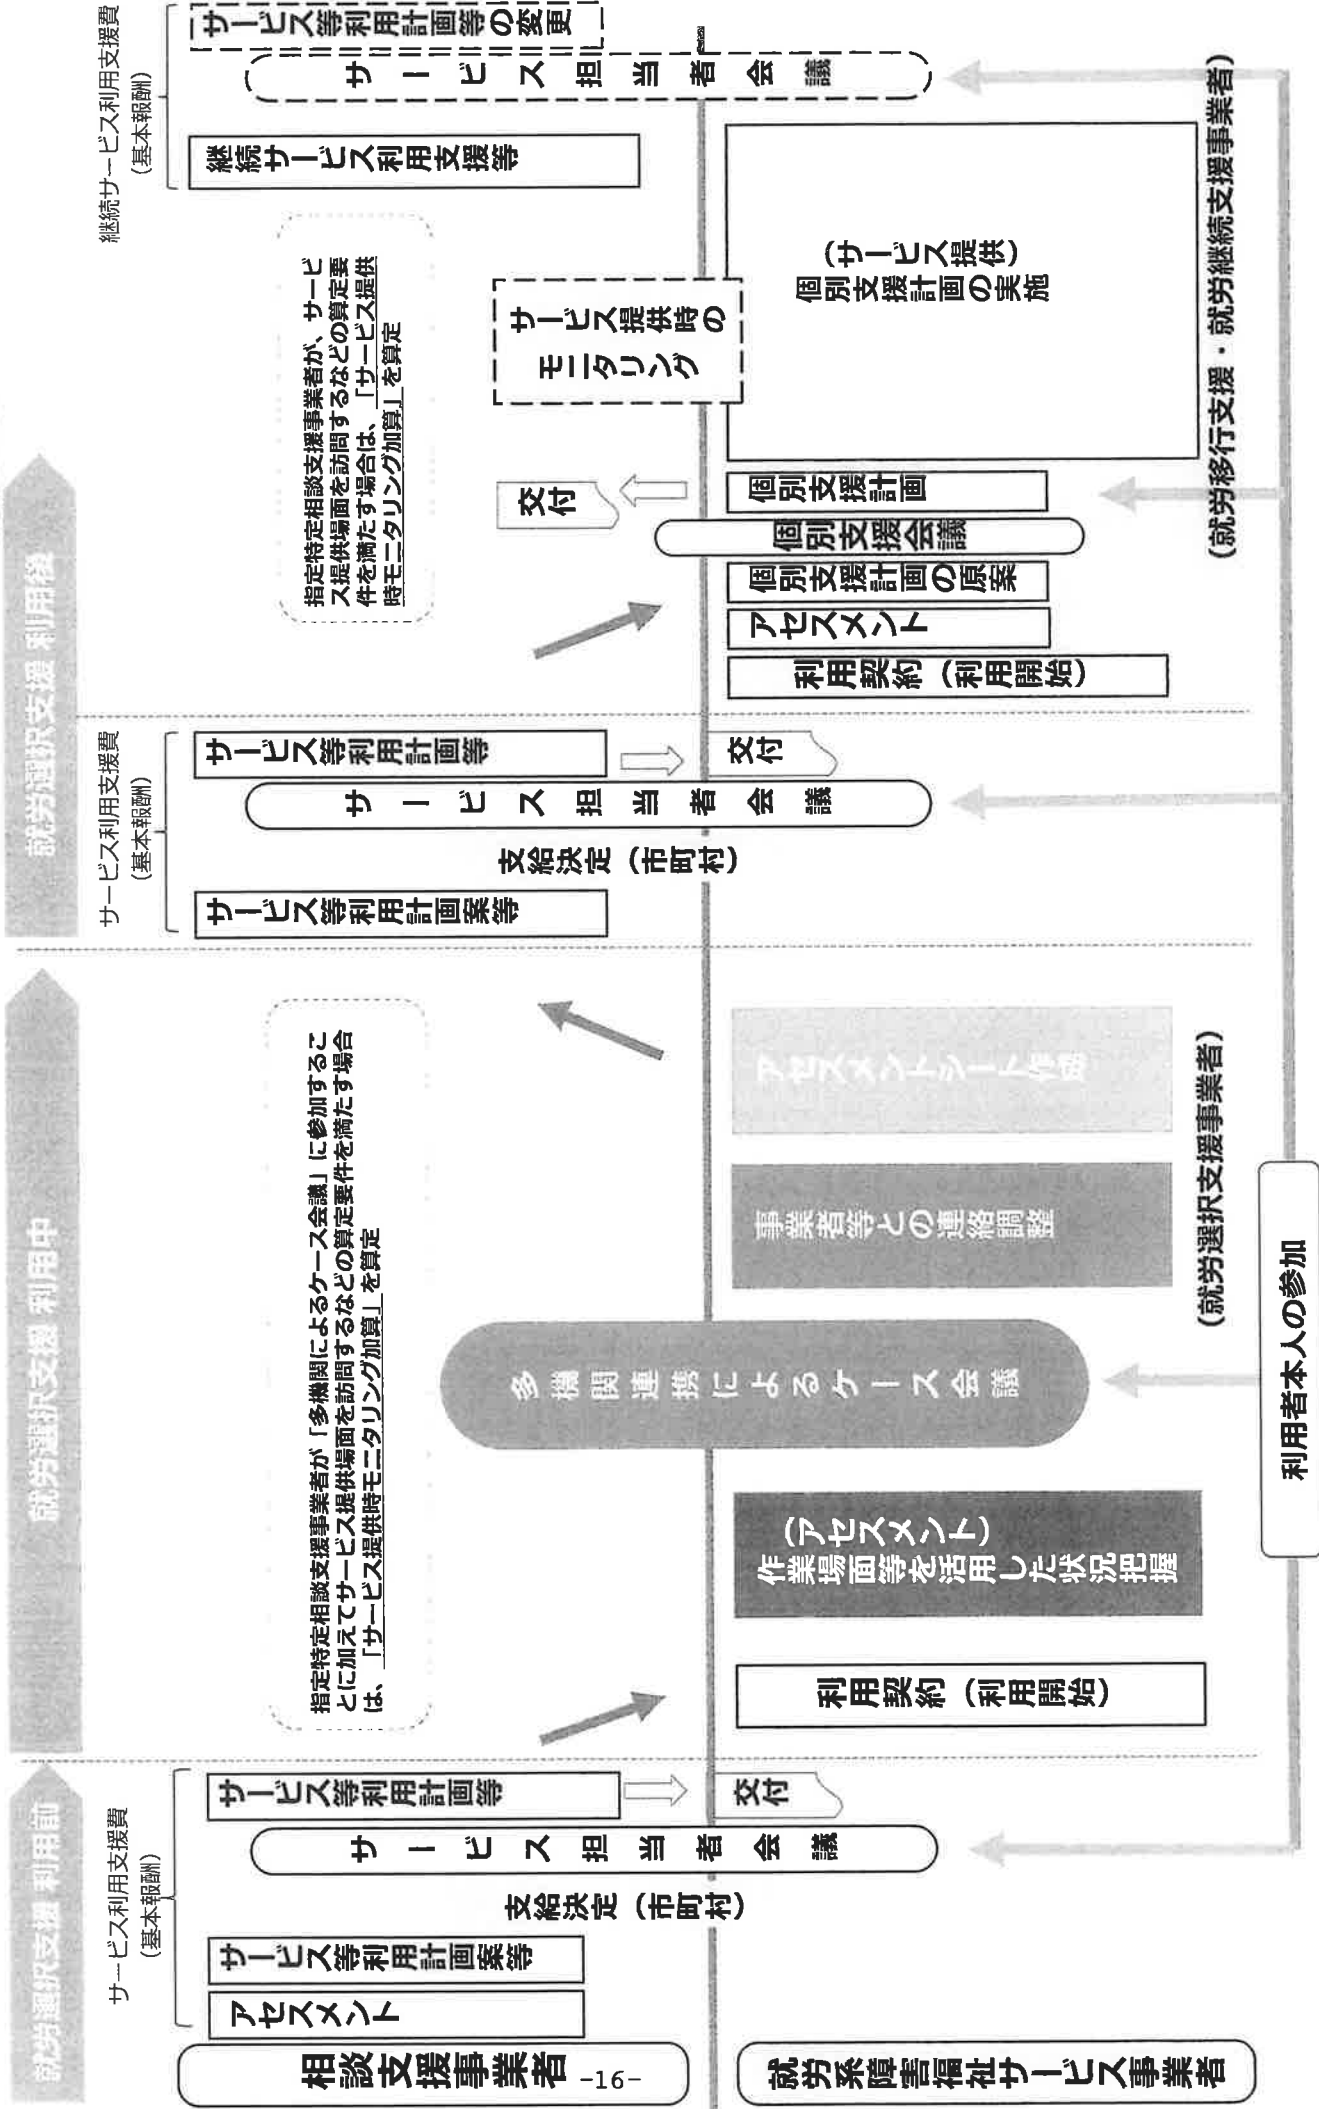 就労選択支援 利用前
就労選択支援 利用中
就労選択支援 利用後
サービス利用支援費
（基本報酬）
サービス利用支援費
（基本報酬）
継続サービス利用支援費
（基本報酬）
相談支援事業者
アセスメント
サービス等利用計画案等
支給決定（市町村）
サービス担当者会議
サービス等利用計画等
交付
指定特定相談支援事業者が「多機関によるケース会議」に参加するこ
とに加えてサービス提供場面を訪問するなどの算定要件を満たす場合
は、「サービス提供時モニタリング加算」を算定
サービス等利用計画案等
支給決定（市町村）
サービス担当者会議
サービス等利用計画等
交付
指定特定相談支援事業者が、サービ
ス提供場面を訪問するなどの算定要
件を満たす場合は、「サービス提供
時モニタリング加算」を算定
交付
サービス提供時の
モニタリング
継続サービス利用支援等
サービス担当者会議
サービス等利用計画等の変更
就労系障害福祉サービス事業者
利用契約（利用開始）
（アセスメント）
作業場面等を活用した状況把握
多機関連携によるケース会議
事業者等との連絡調整
アセスメントシート作成
（就労選択支援事業者）
利用契約（利用開始）
アセスメント
個別支援計画の原案
個別支援会議
個別支援計画
（サービス提供）
個別支援計画の実施
（就労移行支援・就労継続支援事業者）
利用者本人の参加
-16-